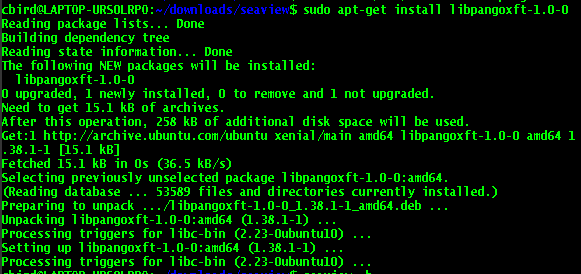 cbird@LAPTOP-URSOLRPO:~/downloads/seaview$ sudo apt-get install libpangoxft-1.0-0
Reading package lists... Done
Building dependency tree
Reading state information... Done
The following NEW packages will be installed:
libpangoxft-1.0-0
0 upgraded, 1 newly installed, 0 to remove and 1 not upgraded.
Need to get 15.1 kB of archives.
After this operation, 258 kB of additional disk space will be used.
Get:1 http://archive.ubuntu.com/ubuntu xenial/main amd64 libpangoxft-1.0-0 amd64 1
.38.1-1 [15.1 kB]
Fetched 15.1 kB in 0s (36.5 kB/s)
Selecting previously unselected package libpangoxft-1.0-0:amd64.
(Reading database ... 53589 files and directories currently installed.)
Preparing to unpack .../libpangoxft-1.0-0_1.38.1-1_amd64.deb ...
Unpacking libpangoxft-1.0-0:amd64 (1.38.1-1) ...
Processing triggers for libc-bin (2.23-0ubuntu10) ...
Setting up libpangoxft-1.0-0:amd64 (1.38.1-1) ...
Processing triggers for libc-bin (2.23-0ubuntu10) ...